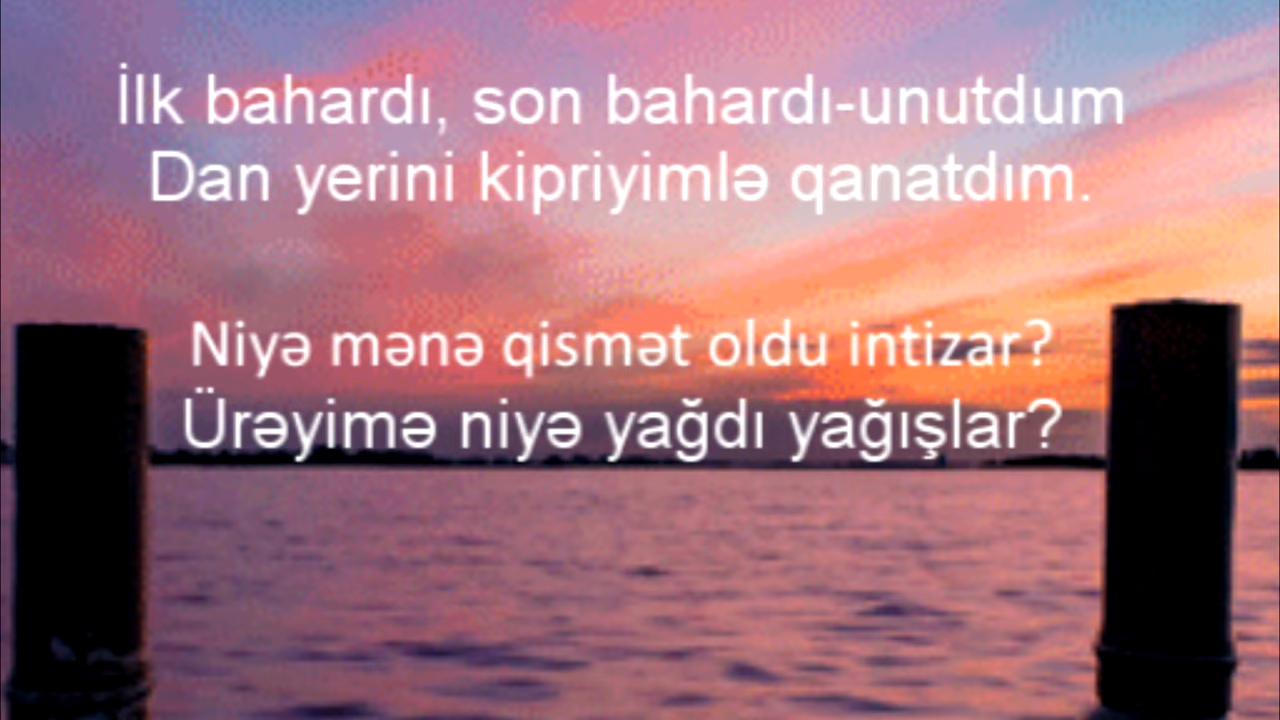 İlk bahardı, son bahardı-unutdum
Dan yerini kipriyimlə qanatdım.
Niyə mənə qismət oldu intizar?
Ürəyimə niyə yağdı yağışlar?